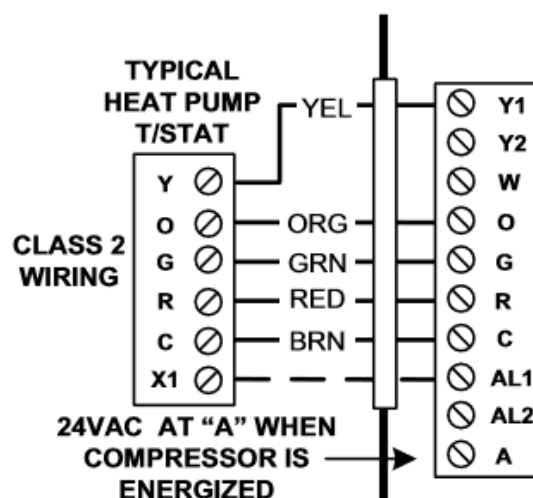 TYPICAL
HEAT PUMP
T/STAT
CLASS 2
WIRING
Y
O
G
R
C
X1
YEL
ORG
GRN
RED
BRN
Y1
Y2
W
O
G
R
C
AL1
AL2
A
24VAC AT “A” WHEN
COMPRESSOR IS
ENERGIZED